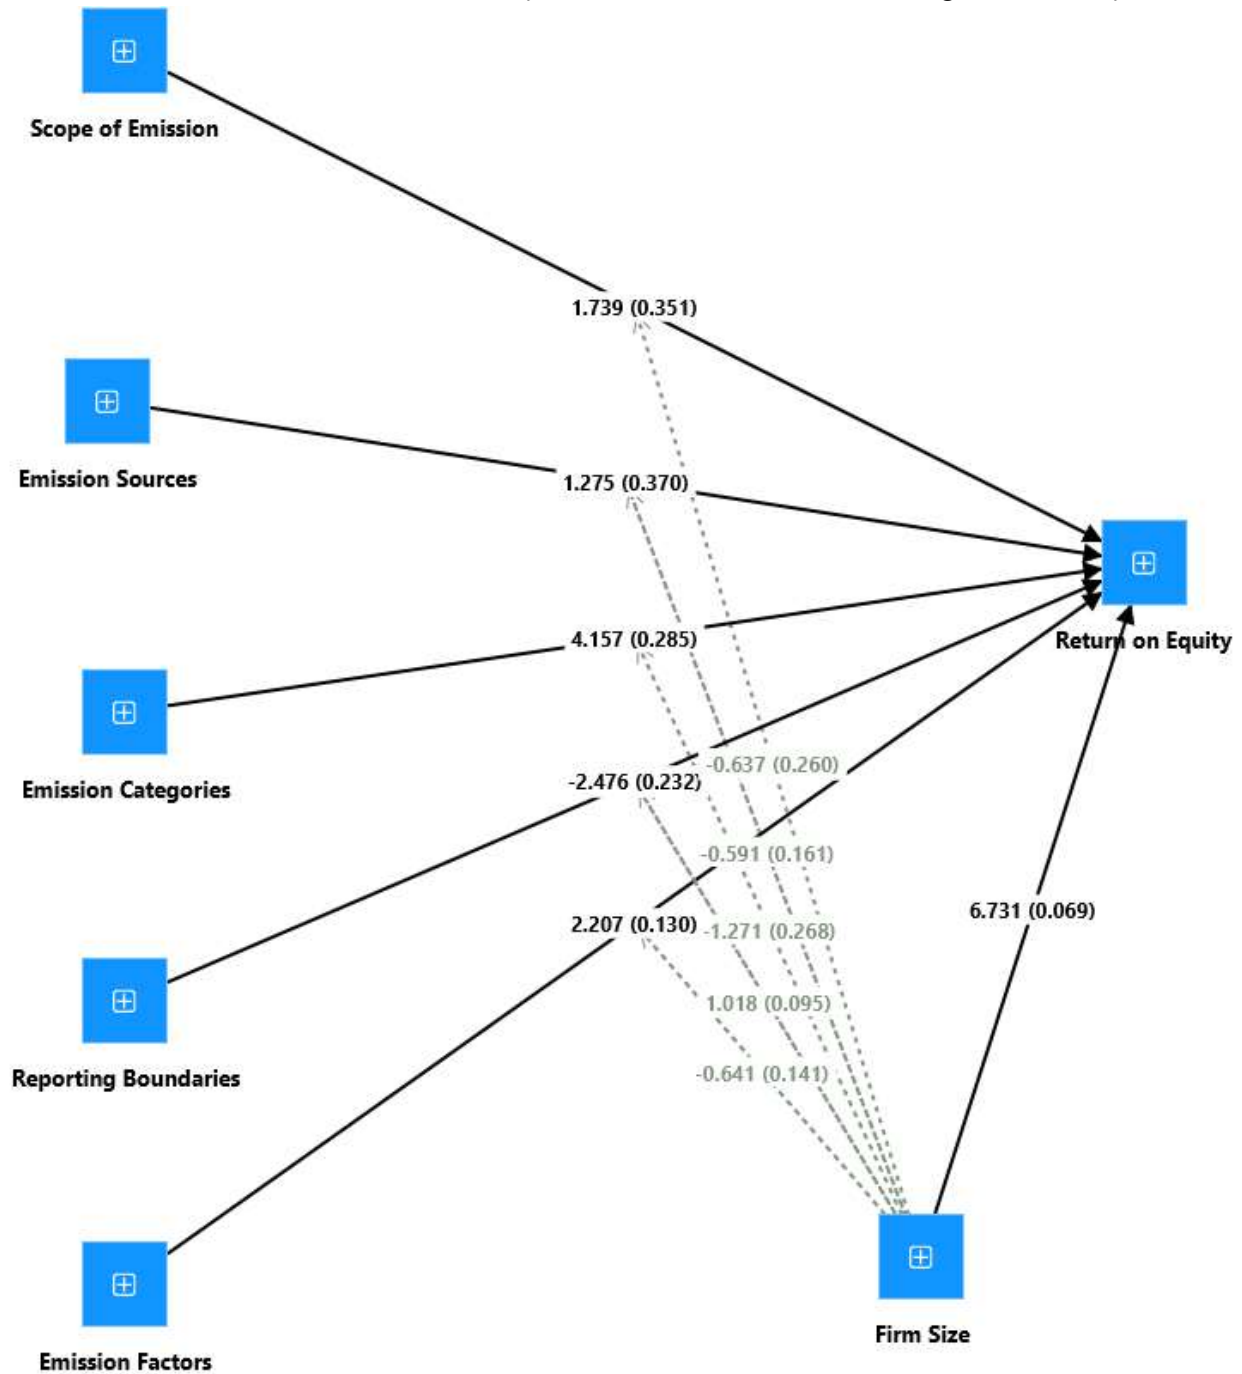 Scope of Emission
1.739 (0.351)
Emission Sources
1.275 (0.370)
Return on Equity
4.157 (0.285)
Emission Categories
-0.637 (0.260)
-2.476 (0.232)
-0.591 (0.161)
6.731 (0.069)
2.207 (0.130)
-1.271 (0.268)
1.018 (0.095)
Reporting Boundaries
-0.641 (0.141)
Firm Size
Emission Factors